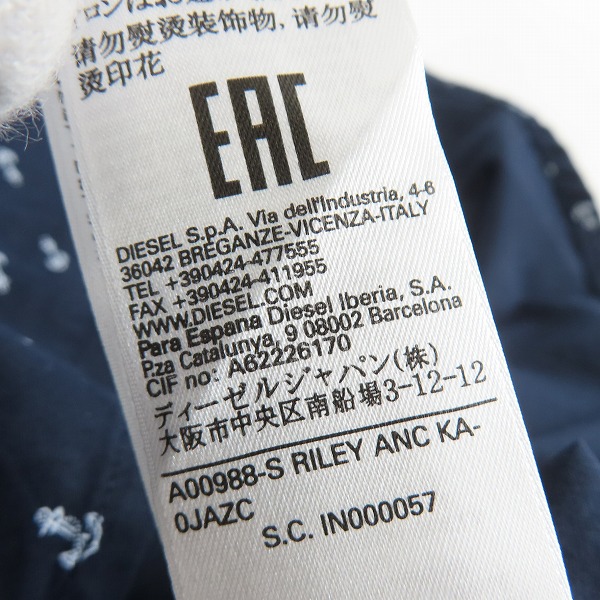 请勿熨烫装饰物, 请勿
烫印花
EAC
DIESEL S.p.A. Via dell'Industria, 4-6
36042 BREGANZE-VICENZA-ITALY
TEL +390424-477555
FAX +390424-411955
WWW.DIESEL.COM
Para Espana Diesel Iberia, S.A.
P.za Catalunya, 9 08002 Barcelona
CIF no: A62226170
ディーゼルジャパン(株)
大阪市中央区南船場3-12-12
A00988-S RILEY ANC KA-
0JAZC
S.C. IN000057